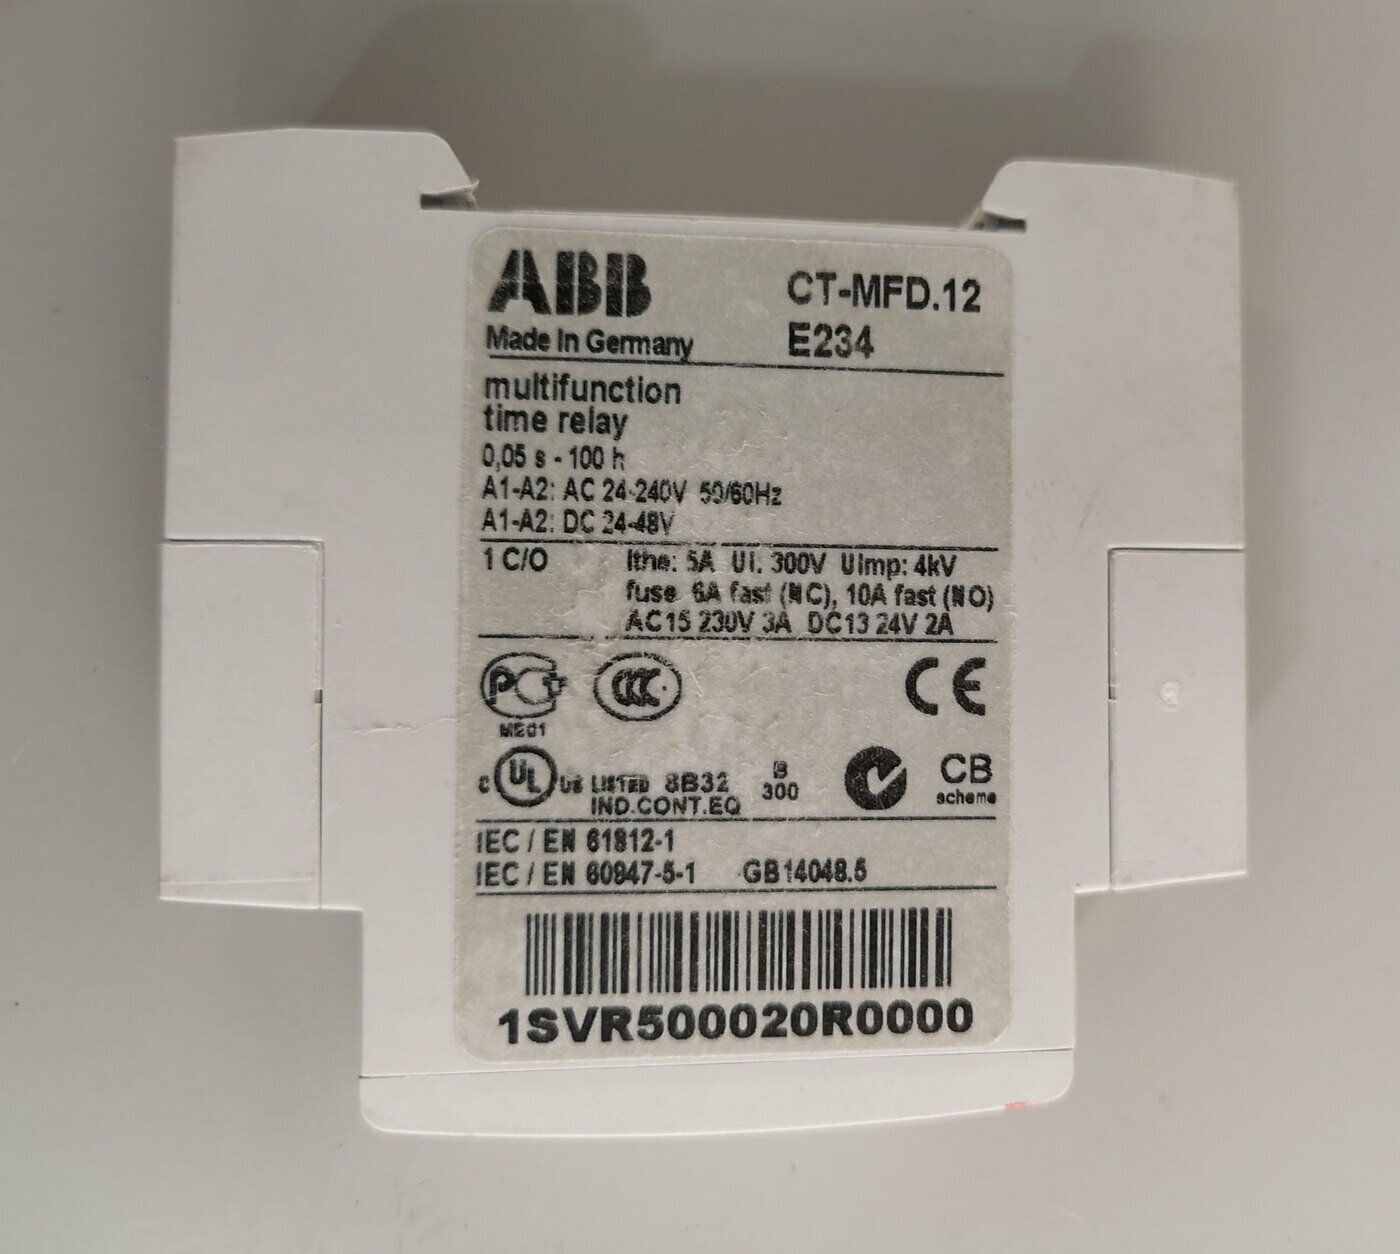 ABB CT-MFD.12
Made in Germany E234
multifunction
time relay
0,05 s - 100 h
A1-A2: AC 24-240V 50/60Hz
A1-A2: DC 24-48V
1 C/O Ithe: 5A Ui: 300V Uimp: 4kV
fuse 6A fast (NC), 10A fast (NO)
AC15 230V 3A DC13 24V 2A
PCT CCC CE
ME01
C UL US LISTED 8B32 B 300 CB
IND.CONT.EQ scheme
IEC / EN 61812-1
IEC / EN 60947-5-1 GB14048.5
1SVR500020R0000